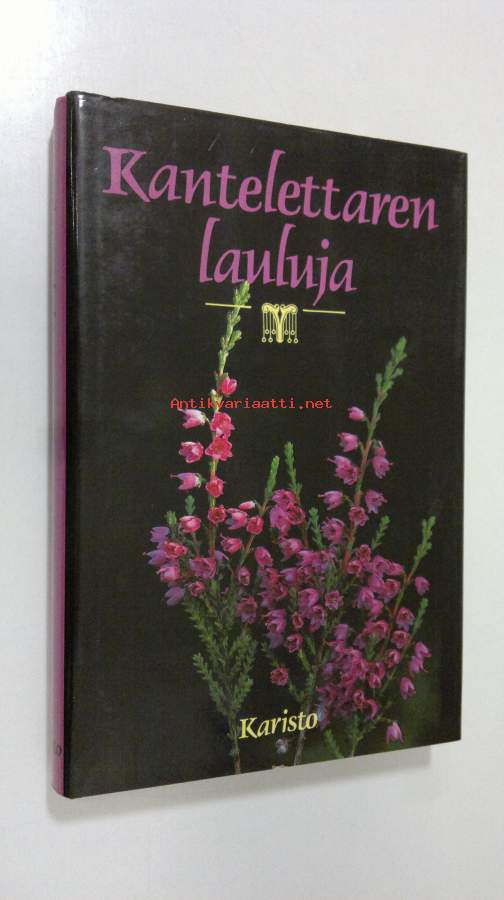 Kantelettaren
lauluja
Antikvariaatti.net
Karisto